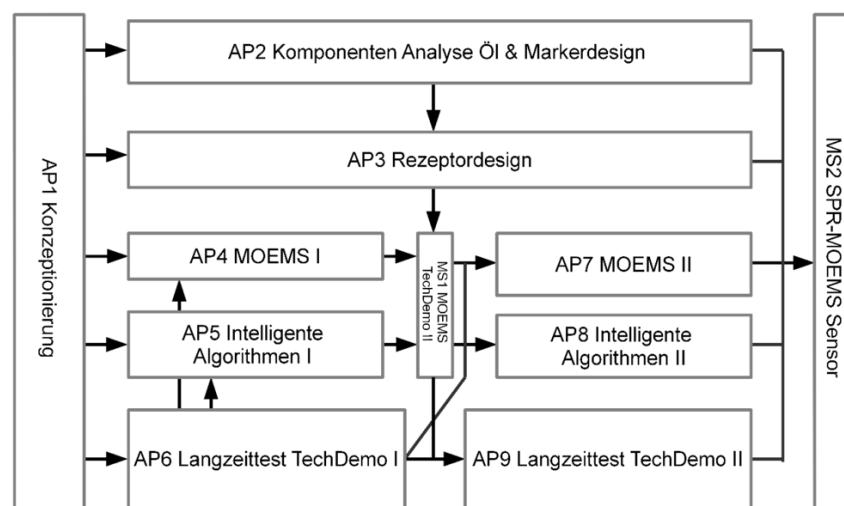 AP1 Konzeptionierung
AP2 Komponenten Analyse Öl & Markerdesign
AP3 Rezeptordesign
AP4 MOEMS I
MS1 MOEMS
TechDemo II
AP7 MOEMS II
AP5 Intelligente
Algorithmen I
AP8 Intelligente
Algorithmen II
AP6 Langzeittest TechDemo I
AP9 Langzeittest TechDemo II
MS2 SPR-MOEMS Sensor